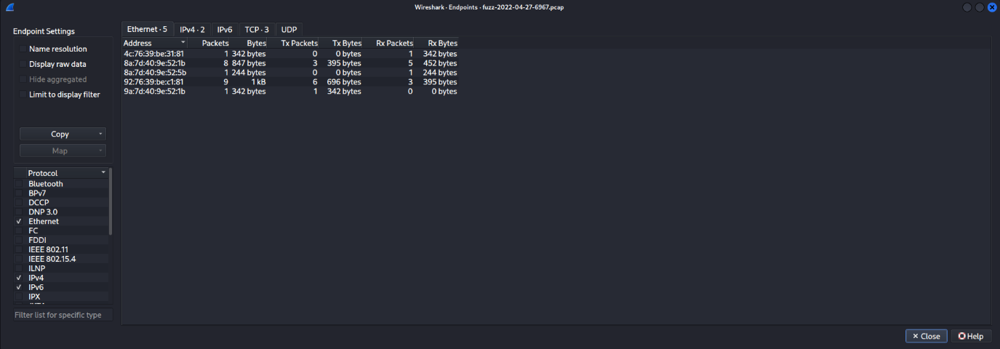 Wireshark · Endpoints · fuzz-2022-04-27-6967.pcap
Endpoint Settings
Name resolution
Display raw data
Hide aggregated
Limit to display filter
Copy
Map
Protocol
Bluetooth
BPv7
DCCP
DNP 3.0
Ethernet
FC
FDDI
IEEE 802.11
IEEE 802.15.4
ILNP
IPv4
IPv6
IPX
Filter list for specific type
Ethernet · 5 IPv4 · 2 IPv6 TCP · 3 UDP
Address Packets Bytes Tx Packets Tx Bytes Rx Packets Rx Bytes
4c:76:39:be:31:81 1 342 bytes 0 0 bytes 1 342 bytes
8a:7d:40:9e:52:1b 8 847 bytes 3 395 bytes 5 452 bytes
8a:7d:40:9e:52:5b 1 244 bytes 0 0 bytes 1 244 bytes
92:76:39:be:c1:81 9 1 kB 6 696 bytes 3 395 bytes
9a:7d:40:9e:52:1b 1 342 bytes 1 342 bytes 0 0 bytes
Close Help